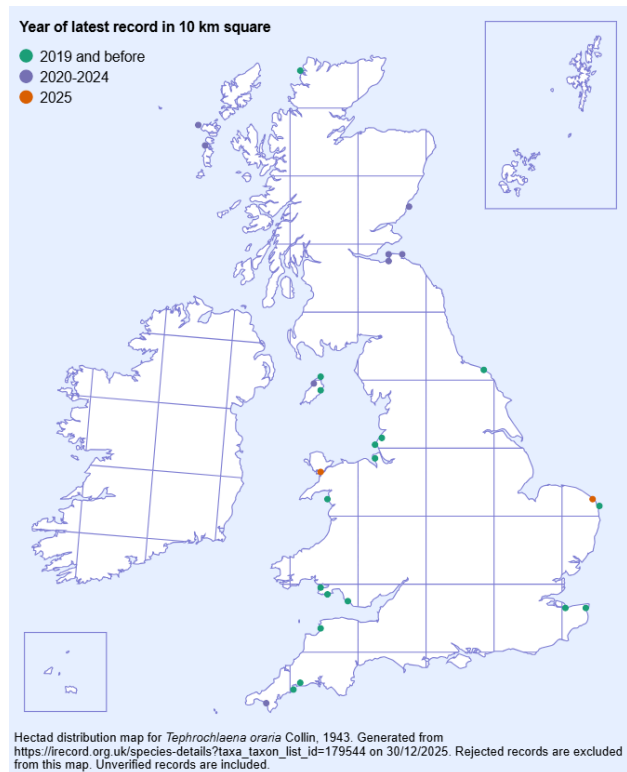 Year of latest record in 10 km square
2019 and before
2020-2024
2025
Hectad distribution map for Tephrochlaena oraria Collin, 1943. Generated from
https://irecord.org.uk/species-details?taxa_taxon_list_id=179544 on 30/12/2025. Rejected records are excluded
from this map. Unverified records are included.